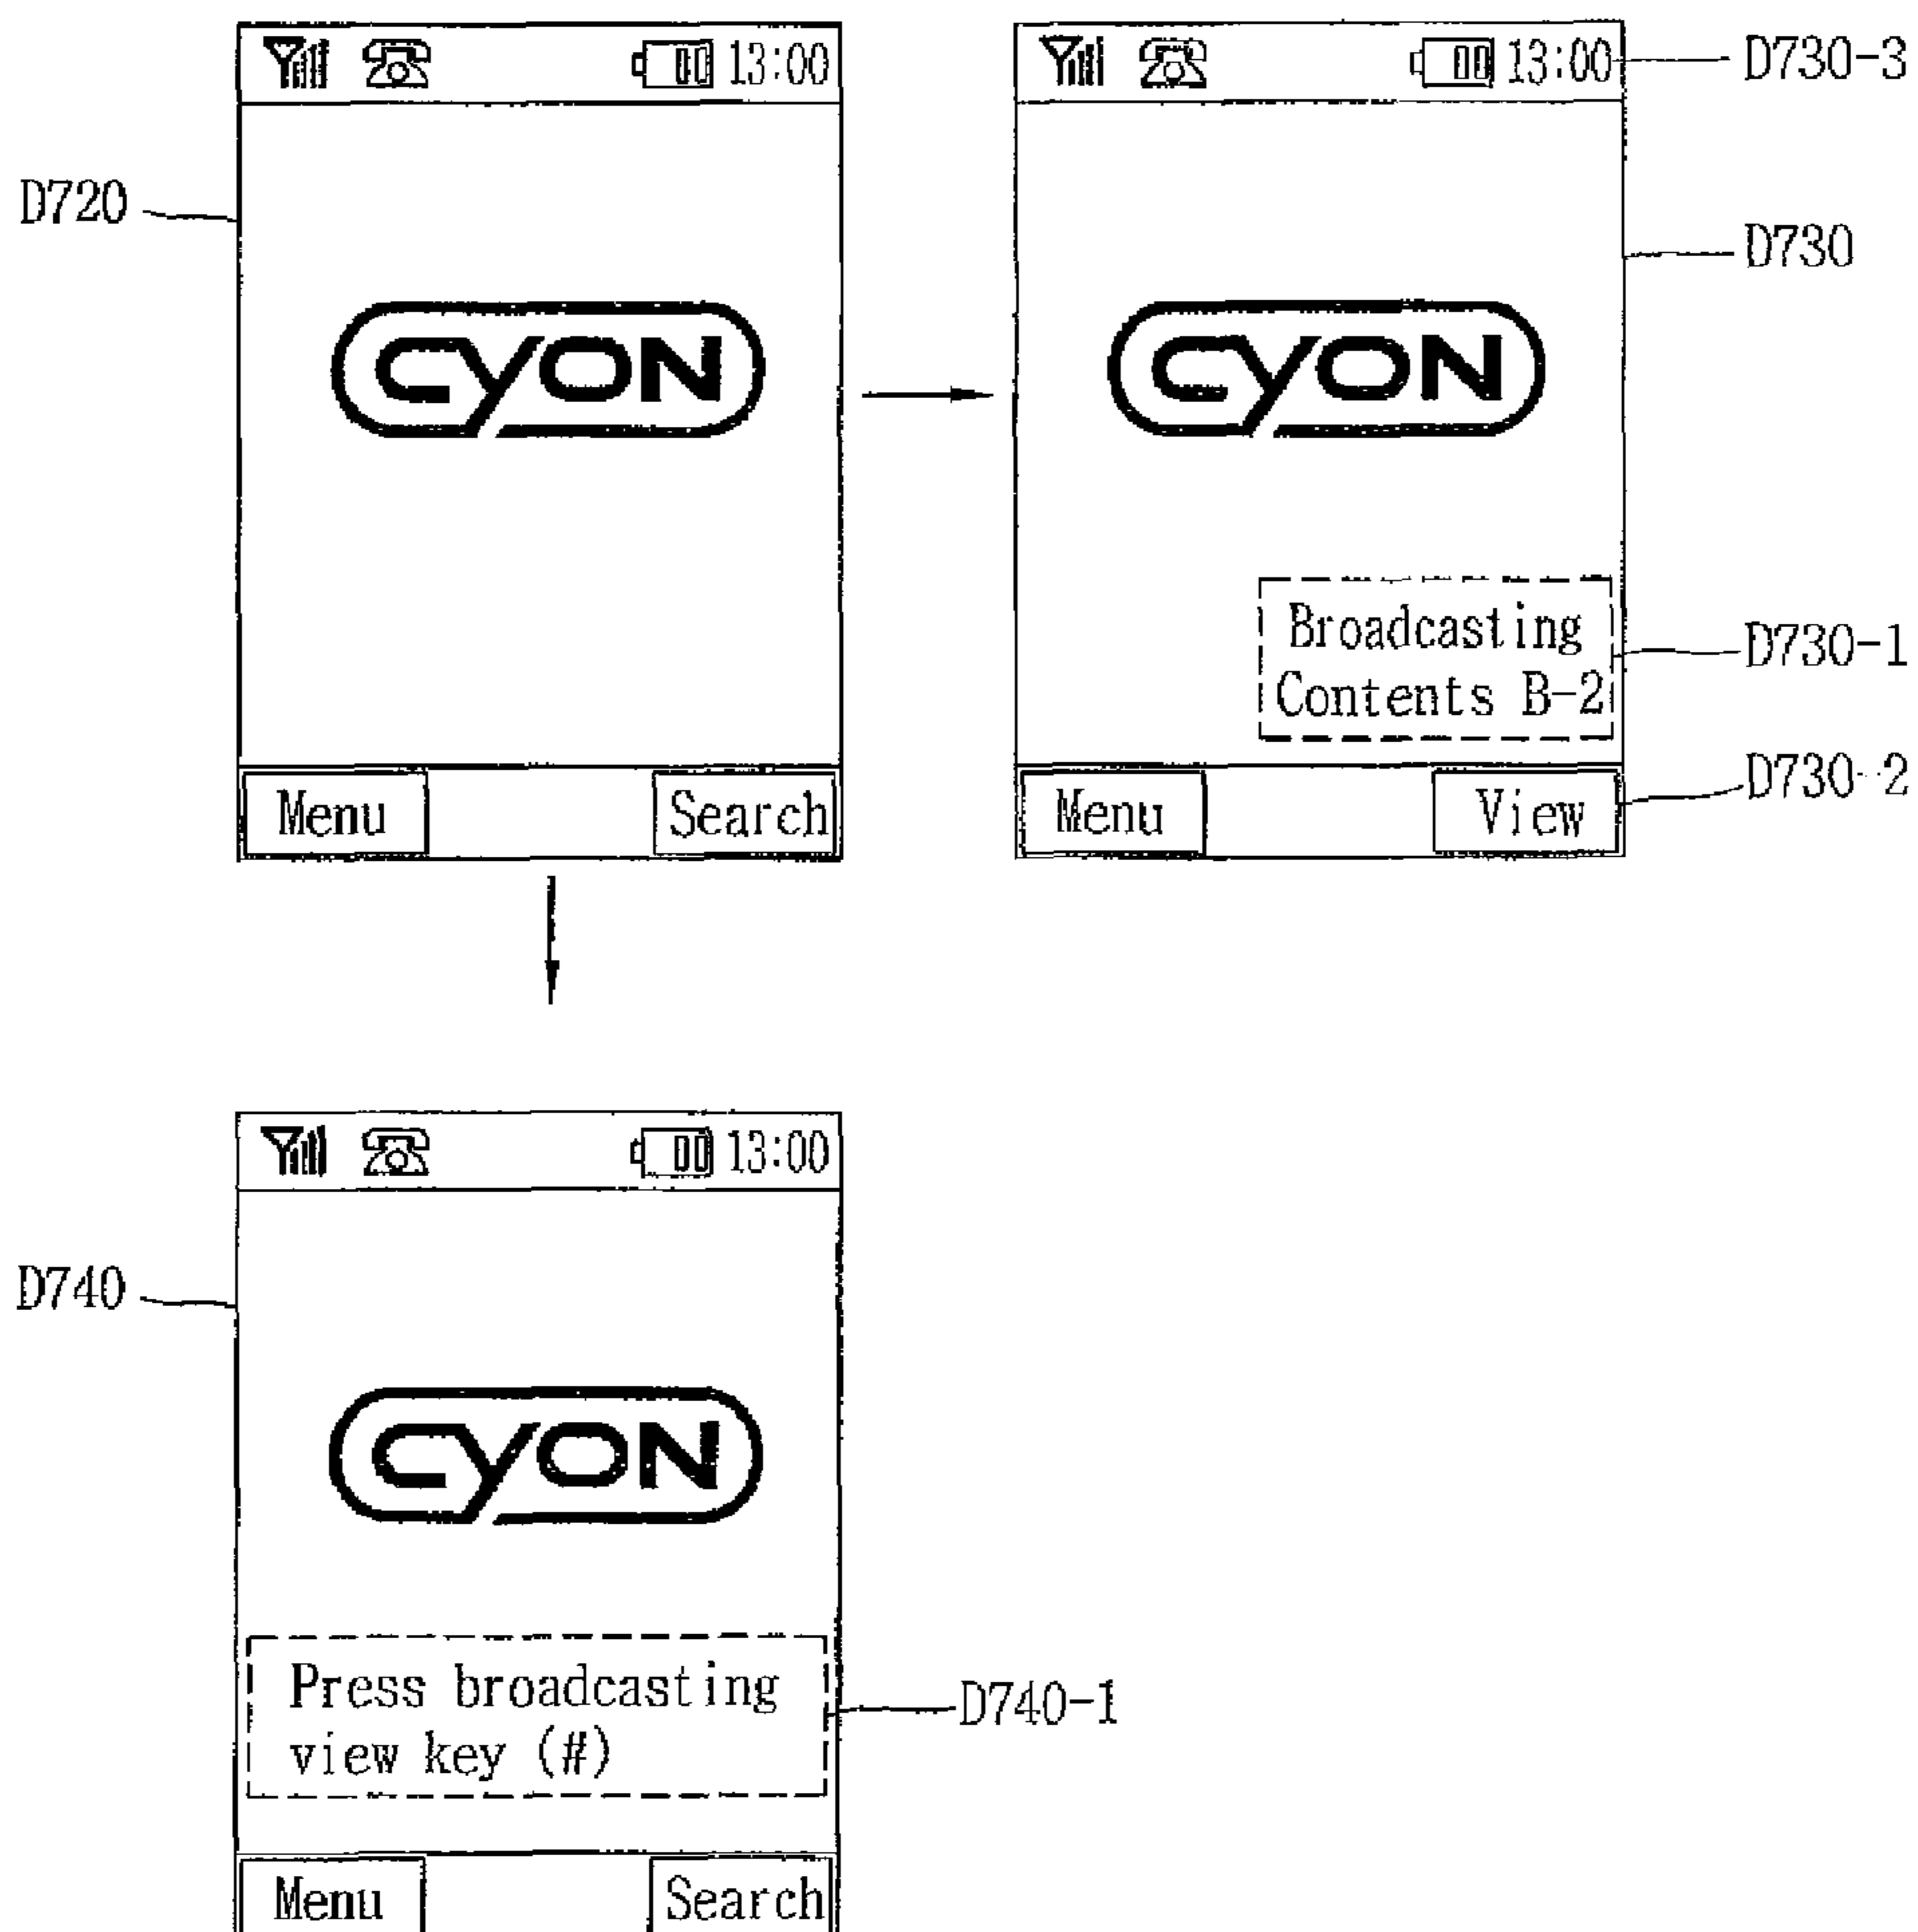 13:00
13:00
D730-3
D720
D730
CYON
CYON
Broadcasting
Contents B-2
D730-1
D730-2
Menu
Search
Menu
View
13:00
D740
CYON
Press broadcasting
view key (#)
D740-1
Menu
Search